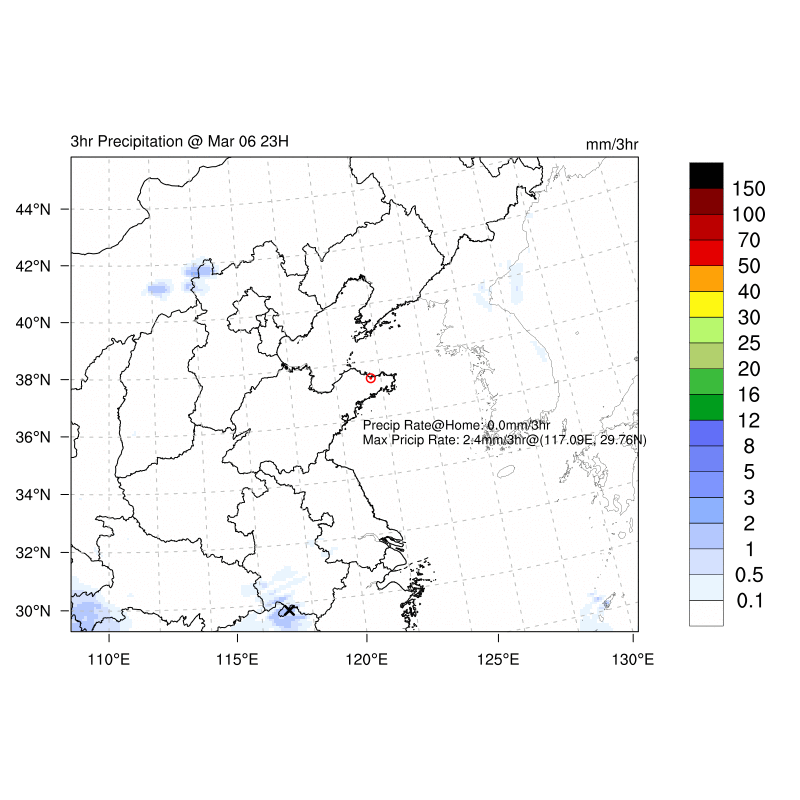 3hr Precipitation @ Mar 06 23H
mm/3hr
44°N
42°N
40°N
38°N
36°N
34°N
32°N
30°N
110°E
115°E
120°E
125°E
130°E
Precip Rate@Home: 0.0mm/3hr
Max Pricip Rate: 2.4mm/3hr@(117.09E, 29.76N)
150
100
70
50
40
30
25
20
16
12
8
5
3
2
1
0.5
0.1